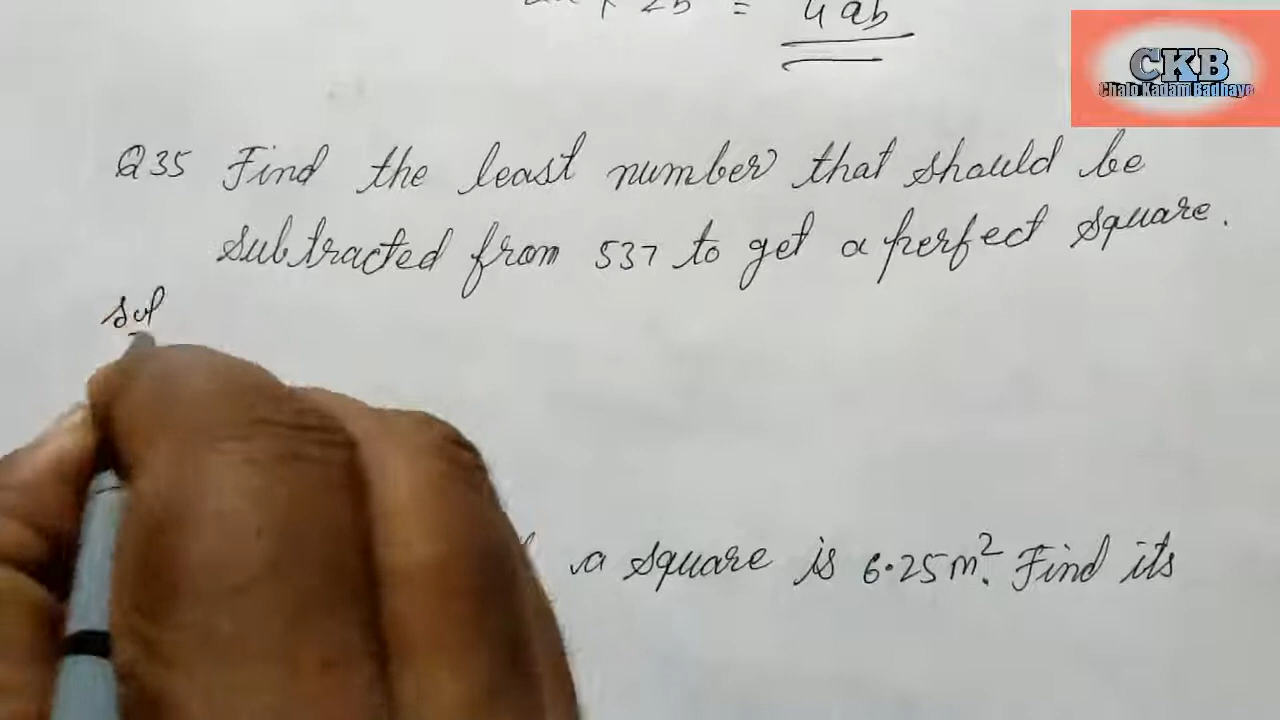 = 4ab
CKB
Chalo Kadam Badhaye
Q35 Find the least number that should be
subtracted from 537 to get a perfect square.
Sol
a square is 6.25m². Find its